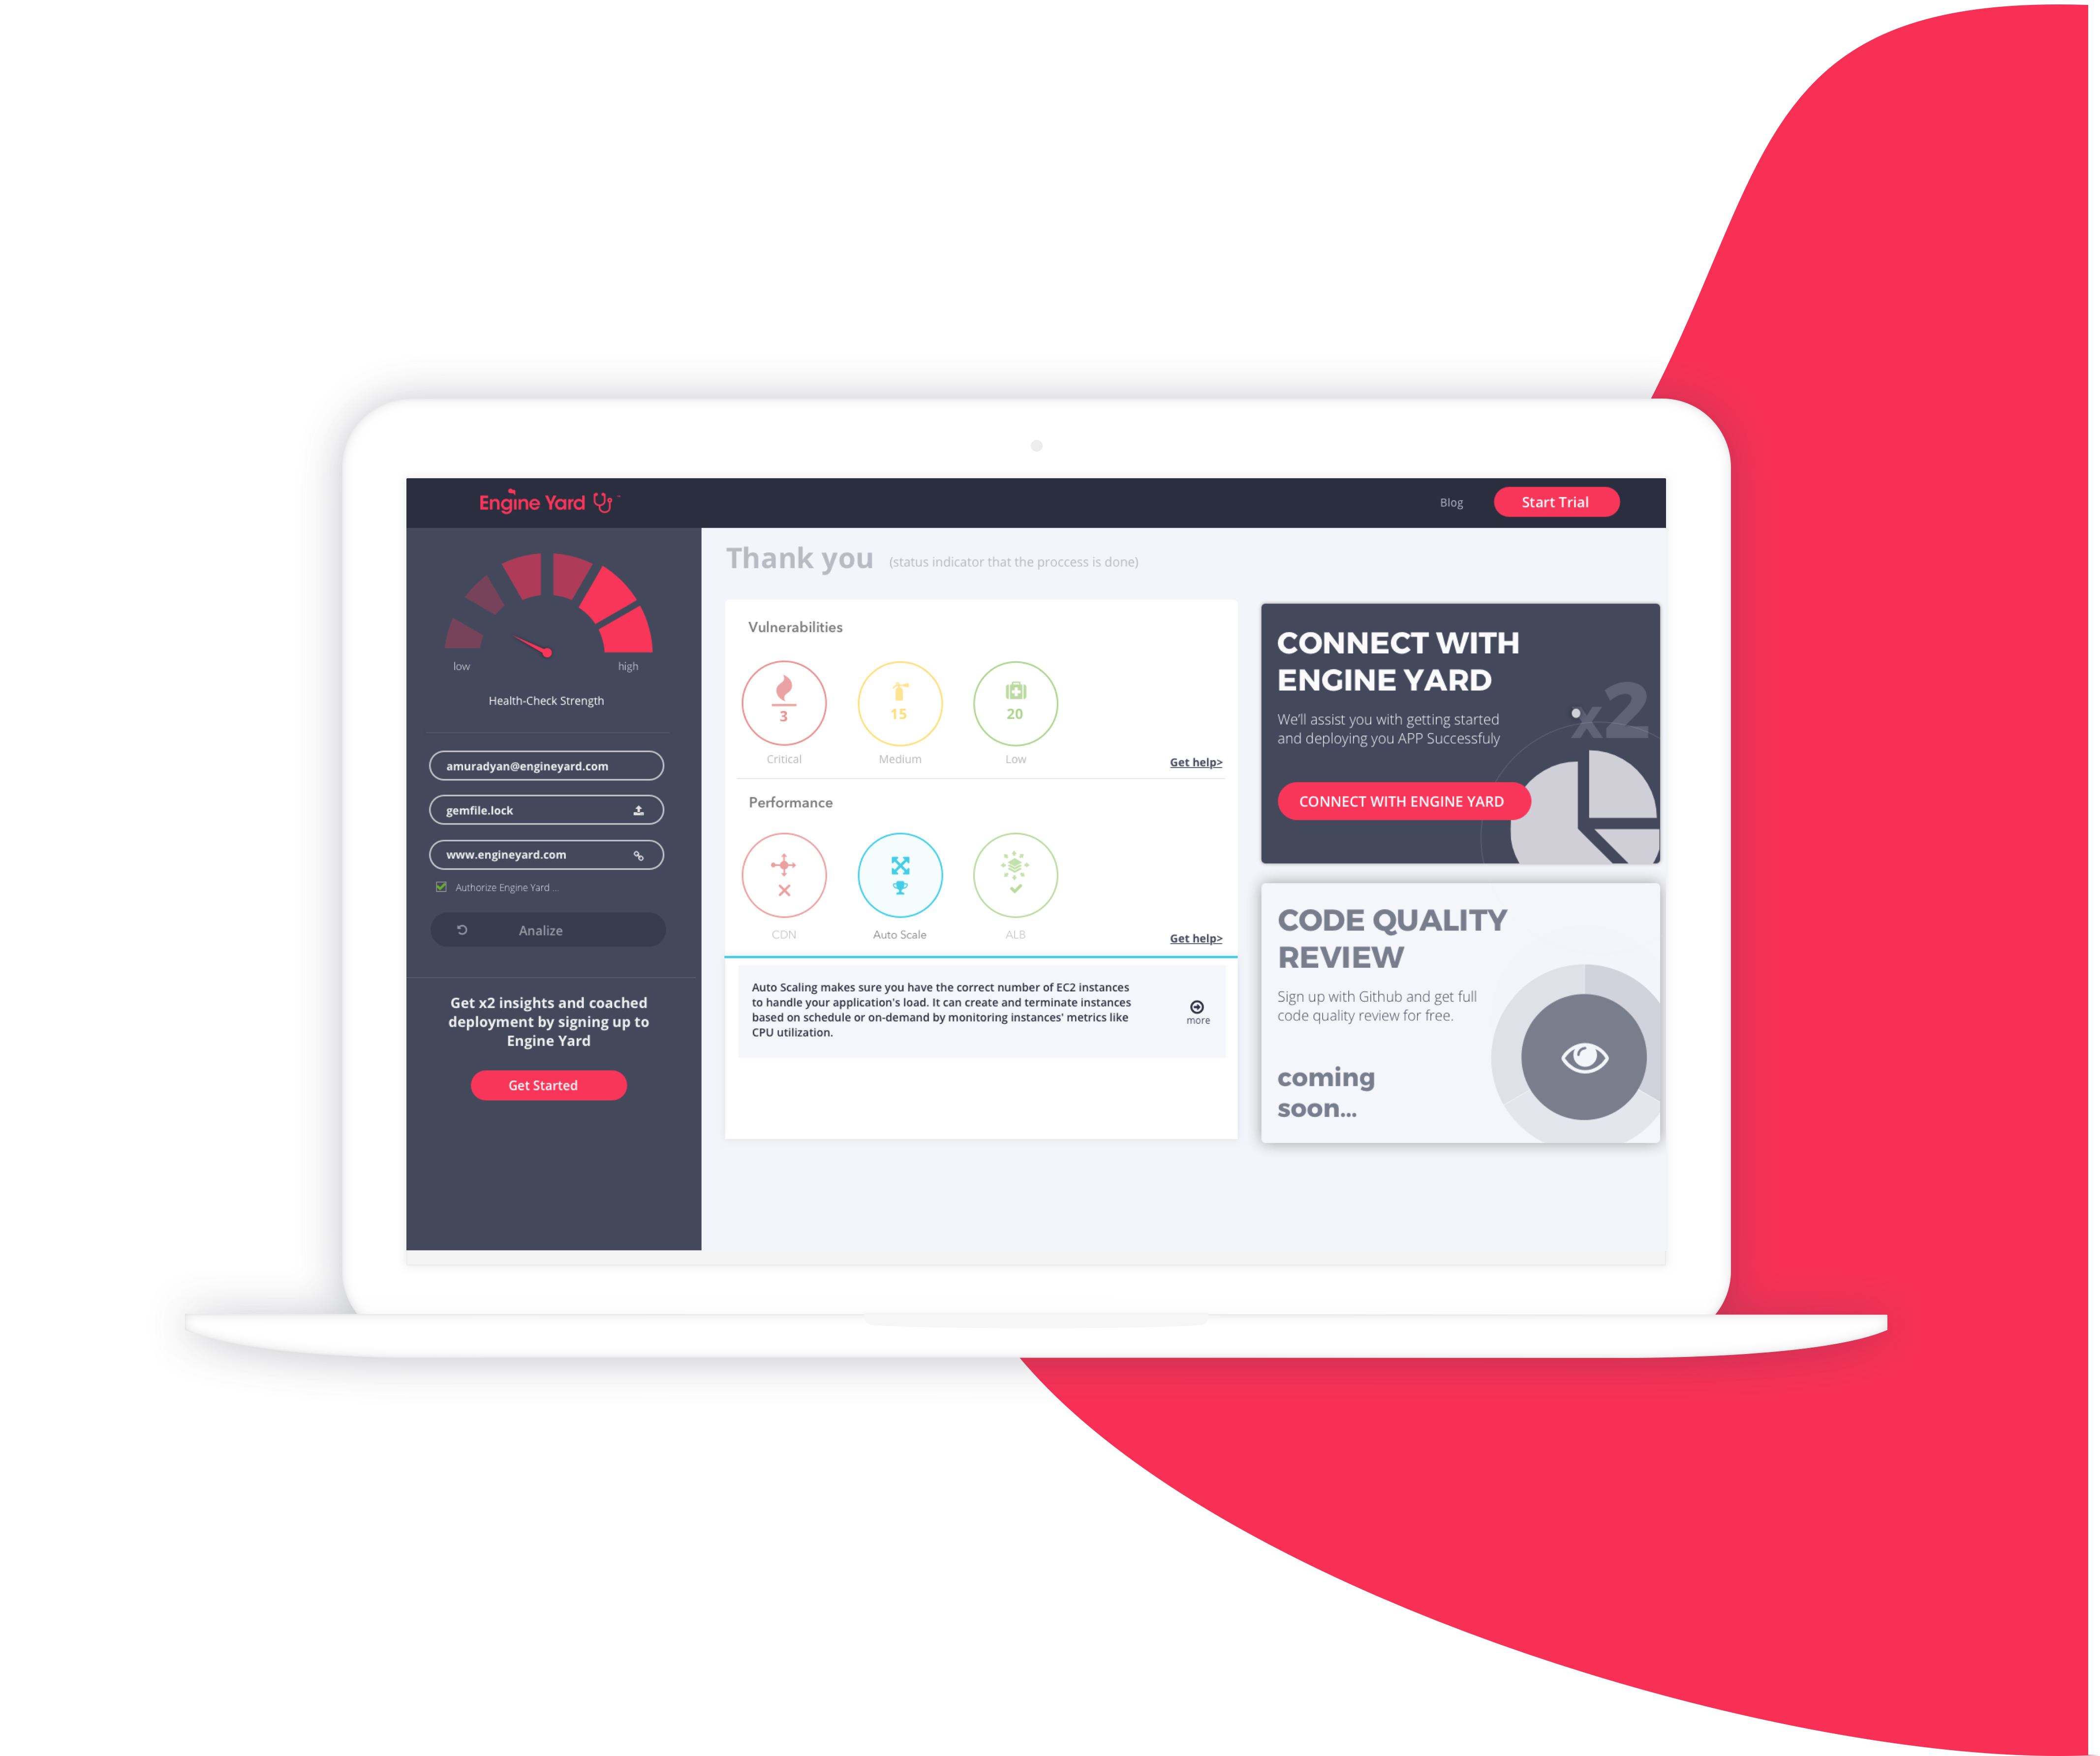 Engine Yard
Blog
Start Trial
low
high
Health-Check Strength
amuradyan@engineyard.com
gemfile.lock
www.engineyard.com
Authorize Engine Yard ...
Analize
Get x2 insights and coached
deployment by signing up to
Engine Yard
Get Started
Thank you (status indicator that the proccess is done)
Vulnerabilities
3
15
20
Critical
Medium
Low
Get help>
Performance
CDN
Auto Scale
ALB
Get help>
Auto Scaling makes sure you have the correct number of EC2 instances
to handle your application's load. It can create and terminate instances
based on schedule or on-demand by monitoring instances' metrics like
CPU utilization.
more
CONNECT WITH
ENGINE YARD
We'll assist you with getting started
and deploying you APP Successfuly
x2
CONNECT WITH ENGINE YARD
CODE QUALITY
REVIEW
Sign up with Github and get full
code quality review for free.
coming
soon...